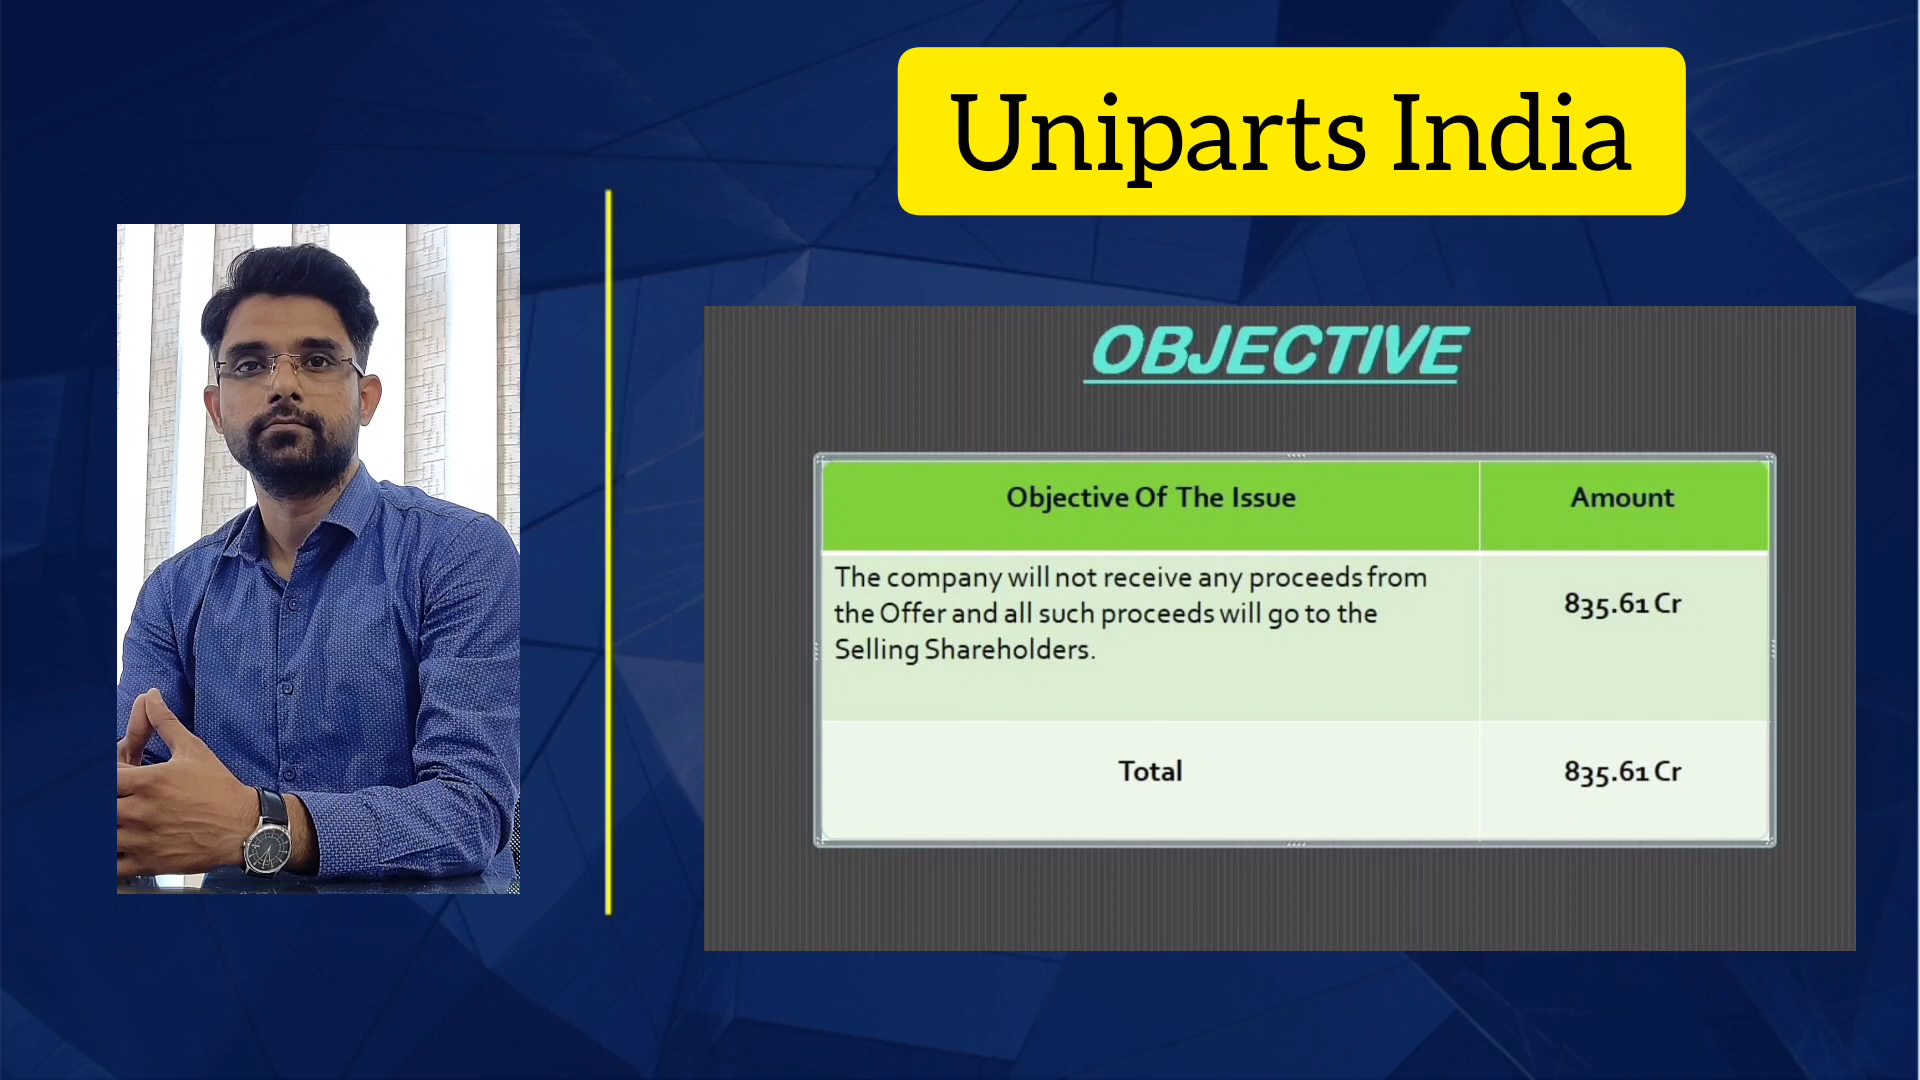 Uniparts India
OBJECTIVE
Objective Of The Issue
Amount
The company will not receive any proceeds from
the Offer and all such proceeds will go to the
Selling Shareholders.
835.61 Cr
Total
835.61 Cr